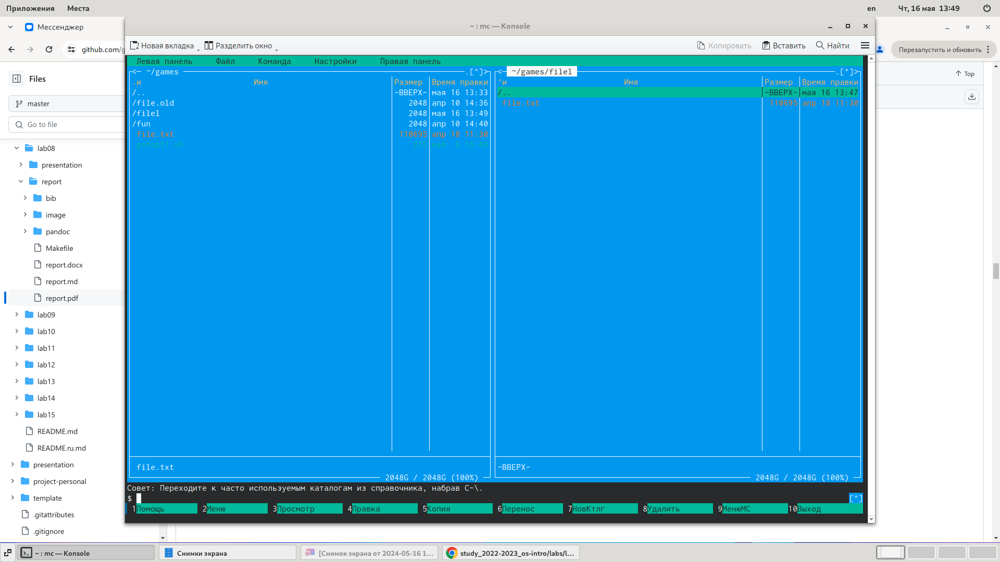 Приложения Места en Чт, 16 мая 13:49
Мессенджер
~ : mc — Konsole
github.com/g
Перезапустить и обновить
Новая вкладка Разделить окно Копировать Вставить Найти
Левая панель Файл Команда Настройки Правая панель
Files
Top
master
Go to file
lab08
presentation
report
bib
image
pandoc
Makefile
report.docx
report.md
report.pdf
lab09
lab10
lab11
lab12
lab13
lab14
lab15
README.md
README.ru.md
presentation
project-personal
template
.gitattributes
.gitignore
<─ ~/games .[^]>
.и Имя Размер Время правки
/.. -ВВЕРХ- мая 16 13:33
/file.old 2048 апр 10 14:36
/filel 2048 мая 16 13:49
/fun 2048 апр 10 14:40
file.txt 110695 апр 18 11:30
getopt1.sh 275 мая 8 15:49
file.txt
2048G / 2048G (100%)
<─ ~/games/filel .[^]>
'и Имя Размер Время правки
/.. -ВВЕРХ- мая 16 13:47
file.txt 110695 апр 18 11:30
-ВВЕРХ-
2048G / 2048G (100%)
Совет: Переходите к часто используемым каталогам из справочника, набрав C-\.
$ [^]
1Помощь 2Меню 3Просмотр 4Правка 5Копия 6Перенос 7НовКтлг 8Удалить 9МенюМС 10Выход
~ : mc — Konsole
Снимки экрана
[Снимок экрана от 2024-05-16 1...
study_2022-2023_os-intro/labs/l...